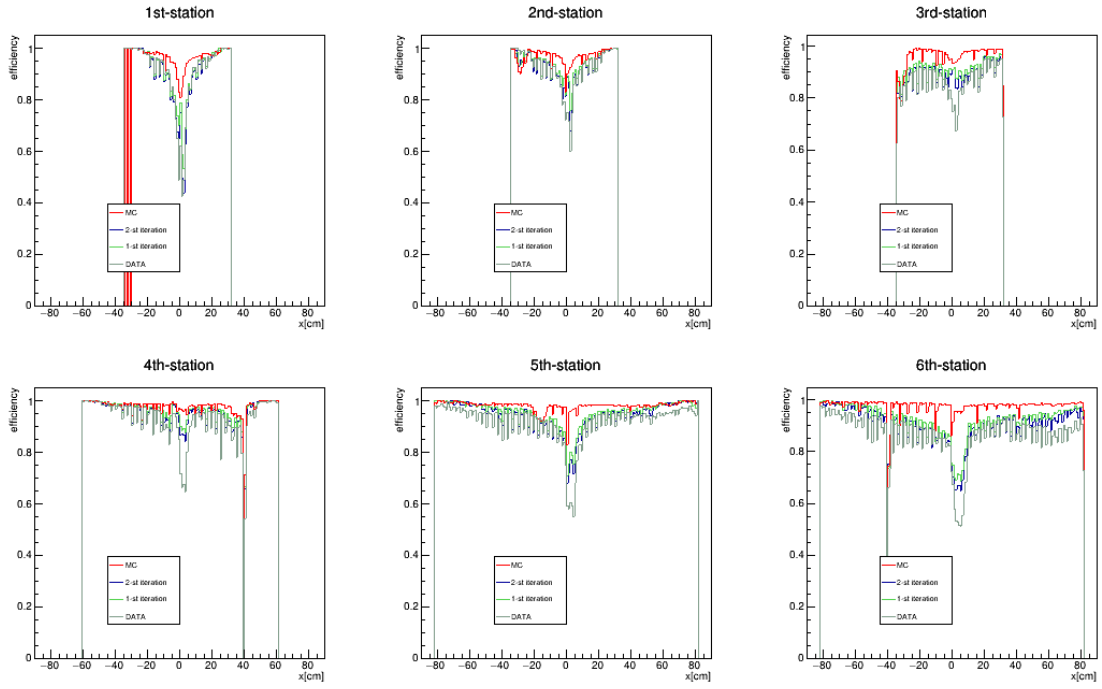 1st-station
efficiency
1
0.8
0.6
0.4
0.2
0
MC
2-st iteration
1-st iteration
DATA
−80 −60 −40 −20 0 20 40 60 80
x[cm]
2nd-station
efficiency
1
0.8
0.6
0.4
0.2
0
MC
2-st iteration
1-st iteration
DATA
−80 −60 −40 −20 0 20 40 60 80
x[cm]
3rd-station
efficiency
1
0.8
0.6
0.4
0.2
0
MC
2-st iteration
1-st iteration
DATA
−80 −60 −40 −20 0 20 40 60 80
x[cm]
4th-station
efficiency
1
0.8
0.6
0.4
0.2
0
MC
2-st iteration
1-st iteration
DATA
−80 −60 −40 −20 0 20 40 60 80
x[cm]
5th-station
efficiency
1
0.8
0.6
0.4
0.2
0
MC
2-st iteration
1-st iteration
DATA
−80 −60 −40 −20 0 20 40 60 80
x[cm]
6th-station
efficiency
1
0.8
0.6
0.4
0.2
0
MC
2-st iteration
1-st iteration
DATA
−80 −60 −40 −20 0 20 40 60 80
x[cm]